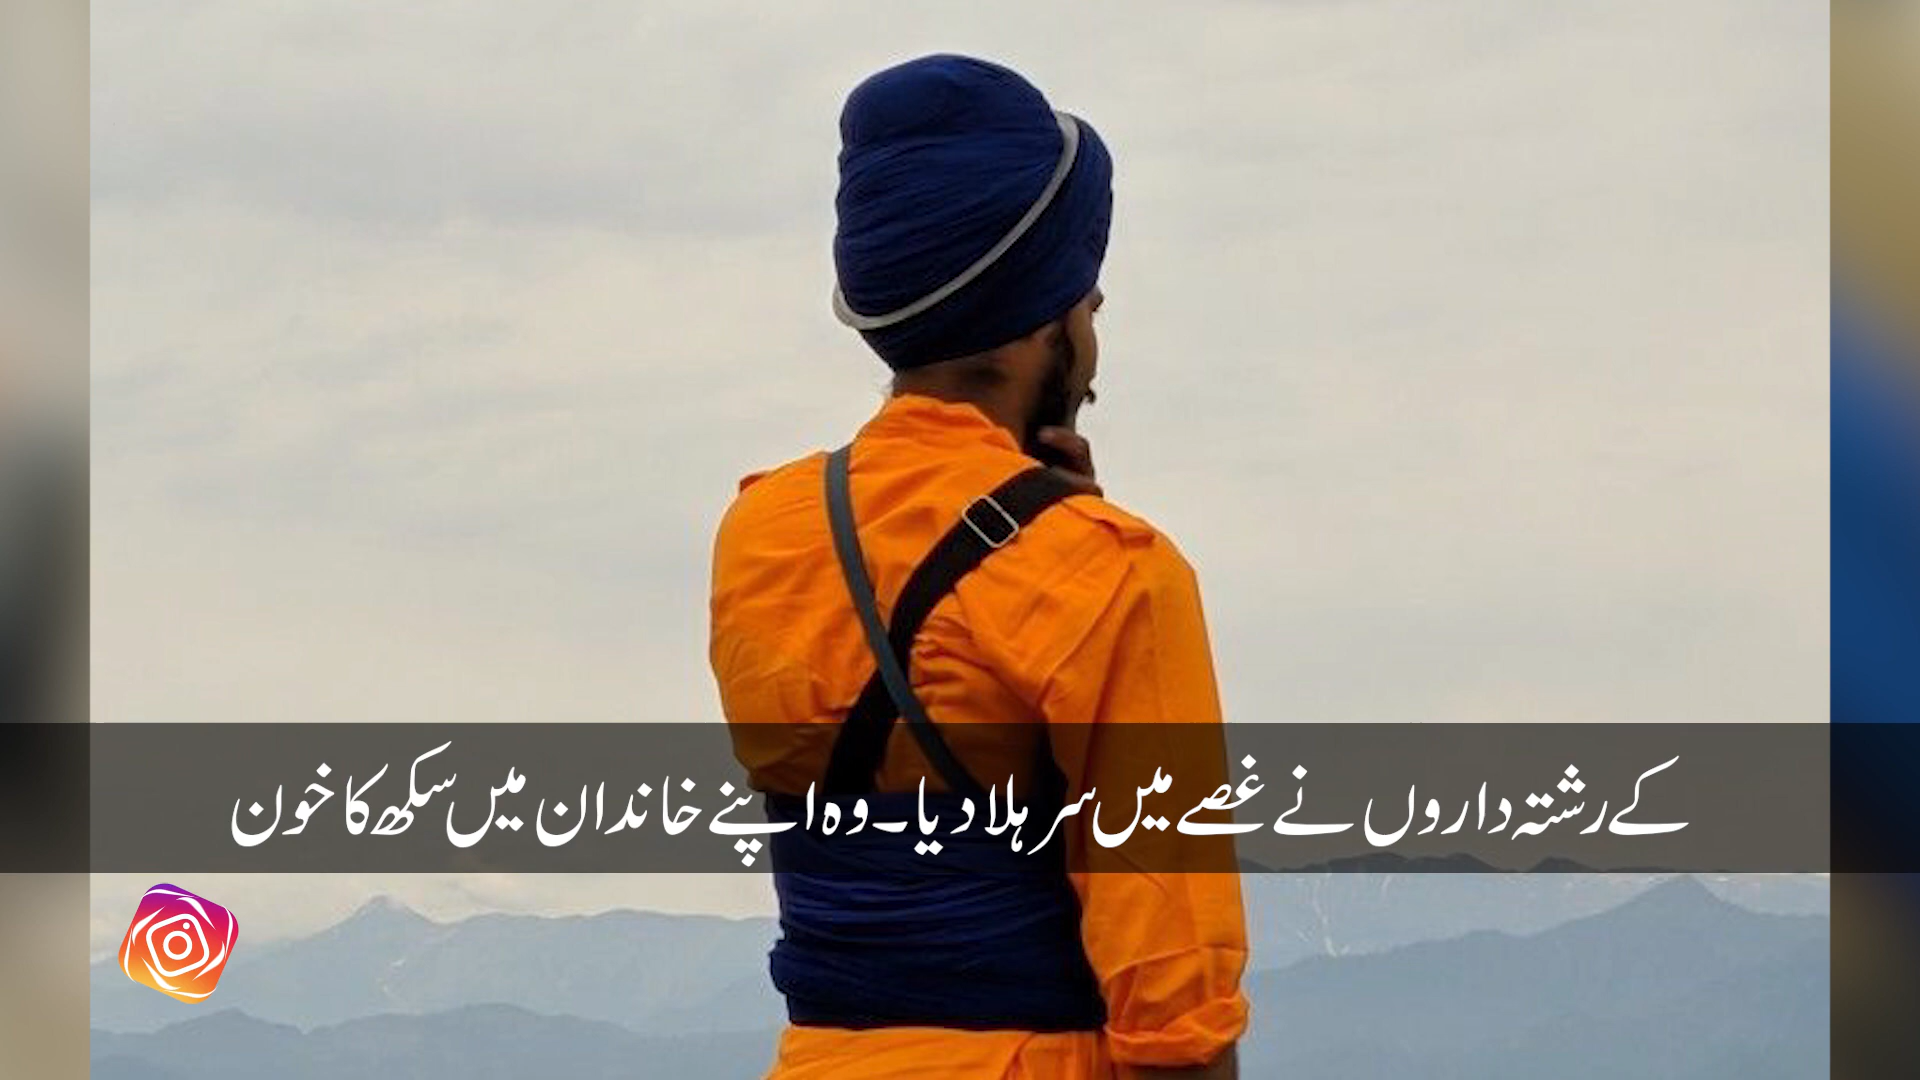 کے رشتہ داروں نے غصے میں سر ہلا دیا۔ وہ اپنے خاندان میں سکھ کا خون